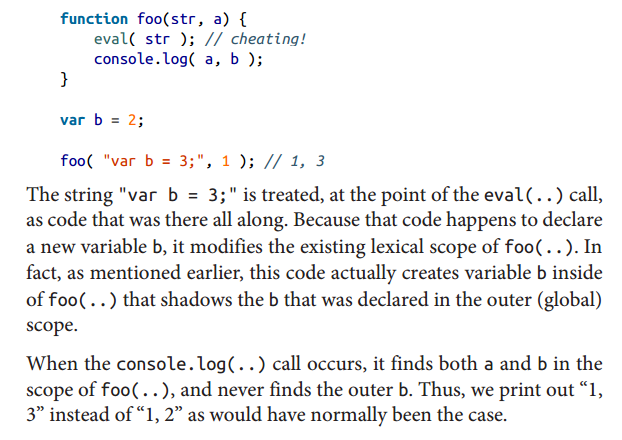 function foo(str, a) {
    eval( str ); // cheating!
    console.log( a, b );
}
var b = 2;
foo( "var b = 3;", 1 ); // 1, 3
The string "var b = 3;" is treated, at the point of the eval(..) call,
as code that was there all along. Because that code happens to declare
a new variable b, it modifies the existing lexical scope of foo(..). In
fact, as mentioned earlier, this code actually creates variable b inside
of foo(..) that shadows the b that was declared in the outer (global)
scope.
When the console.log(..) call occurs, it finds both a and b in the
scope of foo(..), and never finds the outer b. Thus, we print out “1,
3” instead of “1, 2” as would have normally been the case.